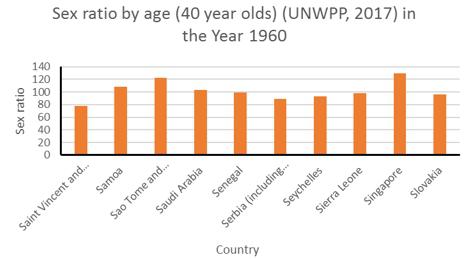 Sex ratio by age (40 year olds) (UNWPP, 2017) in
the Year 1960
140
120
100
80
60
40
20
0
Sex ratio
Saint Vincent and...
Samoa
Sao Tome and...
Saudi Arabia
Senegal
Serbia (including...
Seychelles
Sierra Leone
Singapore
Slovakia
Country